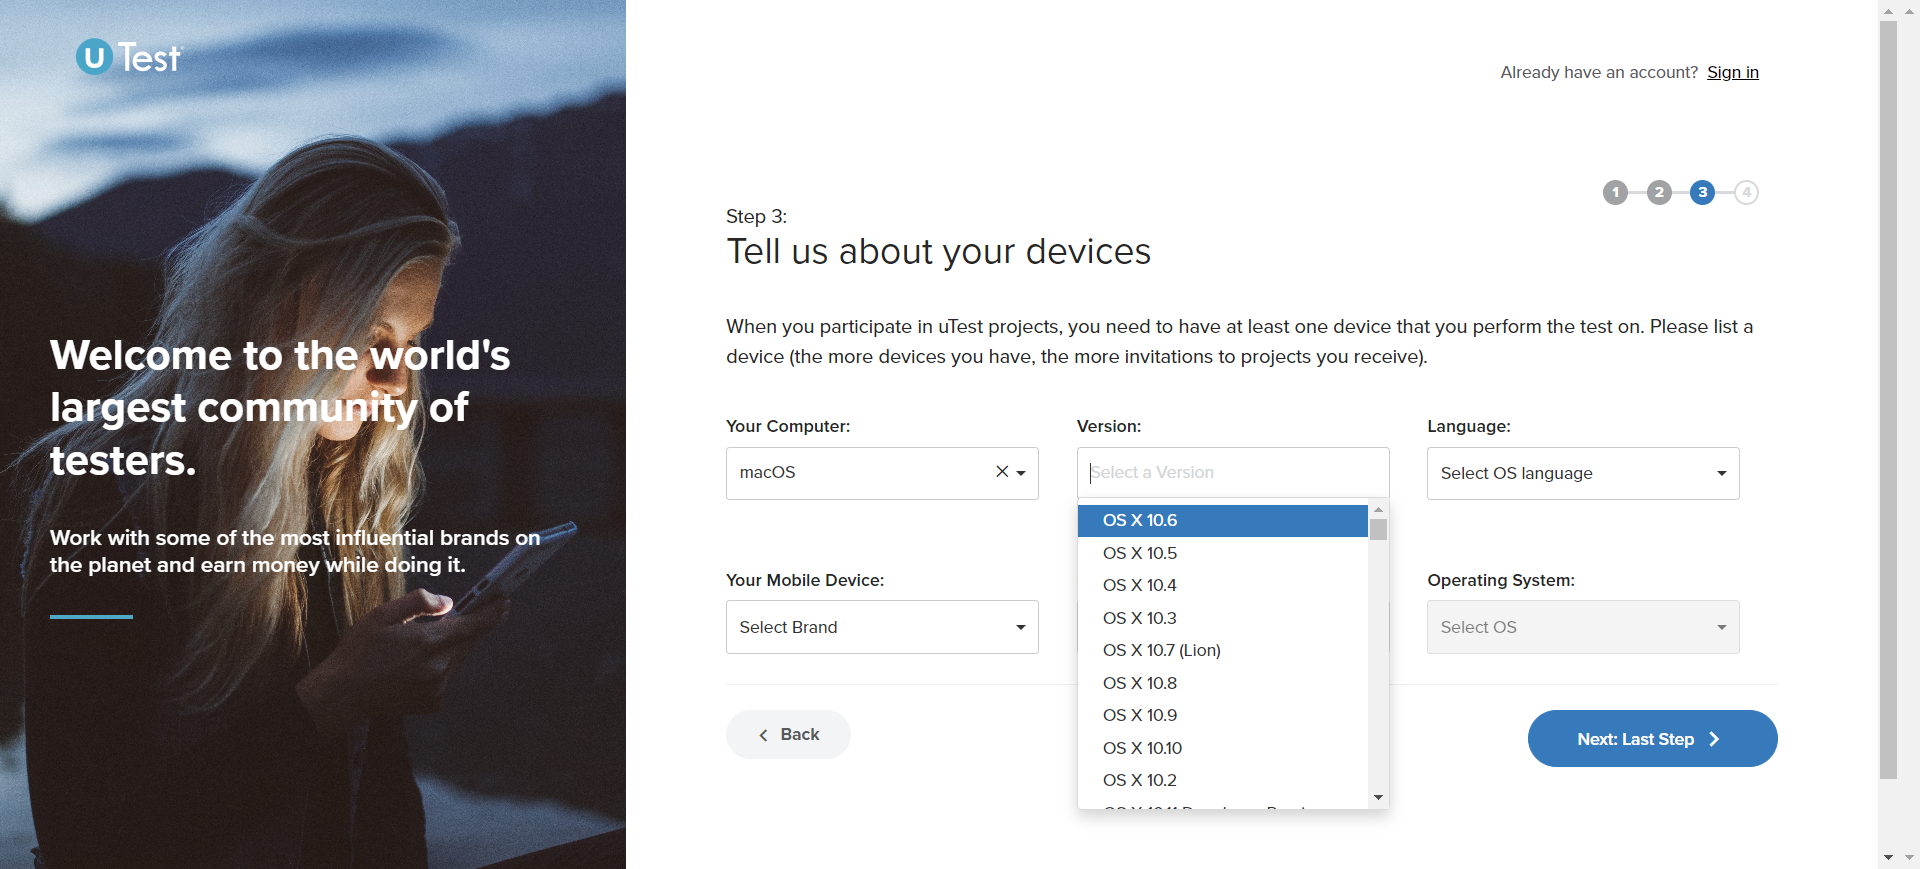 U Test
Already have an account? Sign in
1 2 3 4
Step 3:
Tell us about your devices
Welcome to the world's
largest community of
testers.
Work with some of the most influential brands on
the planet and earn money while doing it.
When you participate in uTest projects, you need to have at least one device that you perform the test on. Please list a
device (the more devices you have, the more invitations to projects you receive).
Your Computer: Version: Language:
macOS Select a Version Select OS language
OS X 10.6
OS X 10.5
OS X 10.4
OS X 10.3
OS X 10.7 (Lion)
OS X 10.8
OS X 10.9
OS X 10.10
OS X 10.2
Your Mobile Device: Operating System:
Select Brand Select OS
Back Next: Last Step